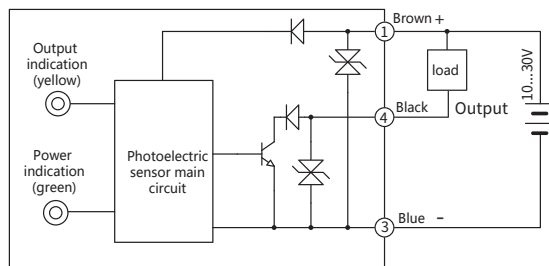 Output
indication
(yellow)
Power
indication
(green)
Photoelectric
sensor main
circuit
1
Brown +
load
10...30V
Black
4
Output
3
Blue -